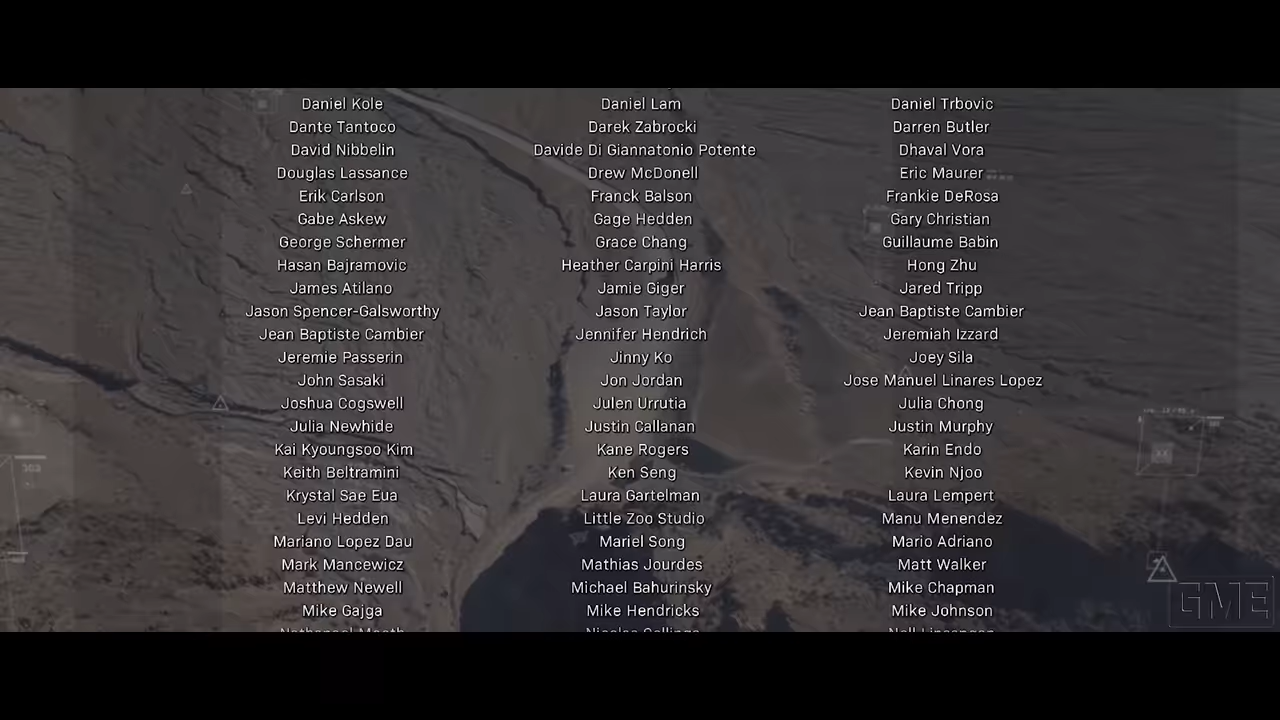 Daniel Kole Daniel Lam Daniel Trbovic
Dante Tantoco Darek Zabrocki Darren Butler
David Nibbelin Davide Di Giannatonio Potente Dhaval Vora
Douglas Lassance Drew McDonell Eric Maurer
Erik Carlson Franck Balson Frankie DeRosa
Gabe Askew Gage Hedden Gary Christian
George Schermer Grace Chang Guillaume Babin
Hasan Bajramovic Heather Carpini Harris Hong Zhu
James Atilano Jamie Giger Jared Tripp
Jason Spencer-Galsworthy Jason Taylor Jean Baptiste Cambier
Jean Baptiste Cambier Jennifer Hendrich Jeremiah Izzard
Jeremie Passerin Jinny Ko Joey Sila
John Sasaki Jon Jordan Jose Manuel Linares Lopez
Joshua Cogswell Julen Urrutia Julia Chong
Julia Newhide Justin Callanan Justin Murphy
Kai Kyoungsoo Kim Kane Rogers Karin Endo
Keith Beltramini Ken Seng Kevin Njoo
Krystal Sae Eua Laura Gartelman Laura Lempert
Levi Hedden Little Zoo Studio Manu Menendez
Mariano Lopez Dau Mariel Song Mario Adriano
Mark Mancewicz Mathias Jourdes Matt Walker
Matthew Newell Michael Bahurinsky Mike Chapman
Mike Gajga Mike Hendricks Mike Johnson
GME
303